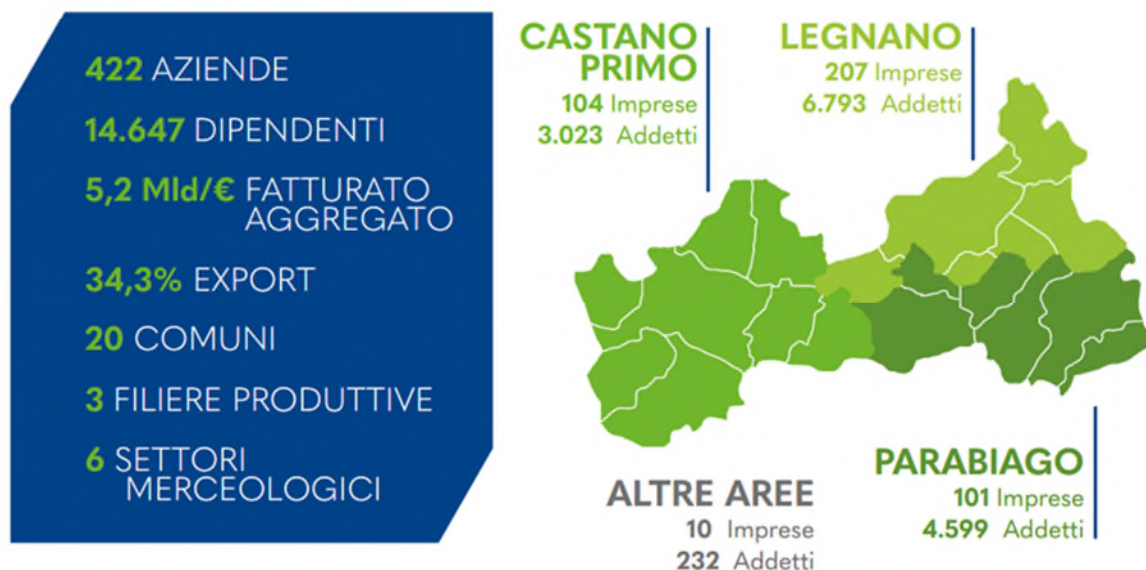 422 AZIENDE
14.647 DIPENDENTI
5,2 Mld/€ FATTURATO
AGGREGATO
34,3% EXPORT
20 COMUNI
3 FILIERE PRODUTTIVE
6 SETTORI
MERCEOLOGICI
CASTANO
PRIMO
104 Imprese
3.023 Addetti
LEGNANO
207 Imprese
6.793 Addetti
ALTRE AREE
10 Imprese
232 Addetti
PARABIAGO
101 Imprese
4.599 Addetti